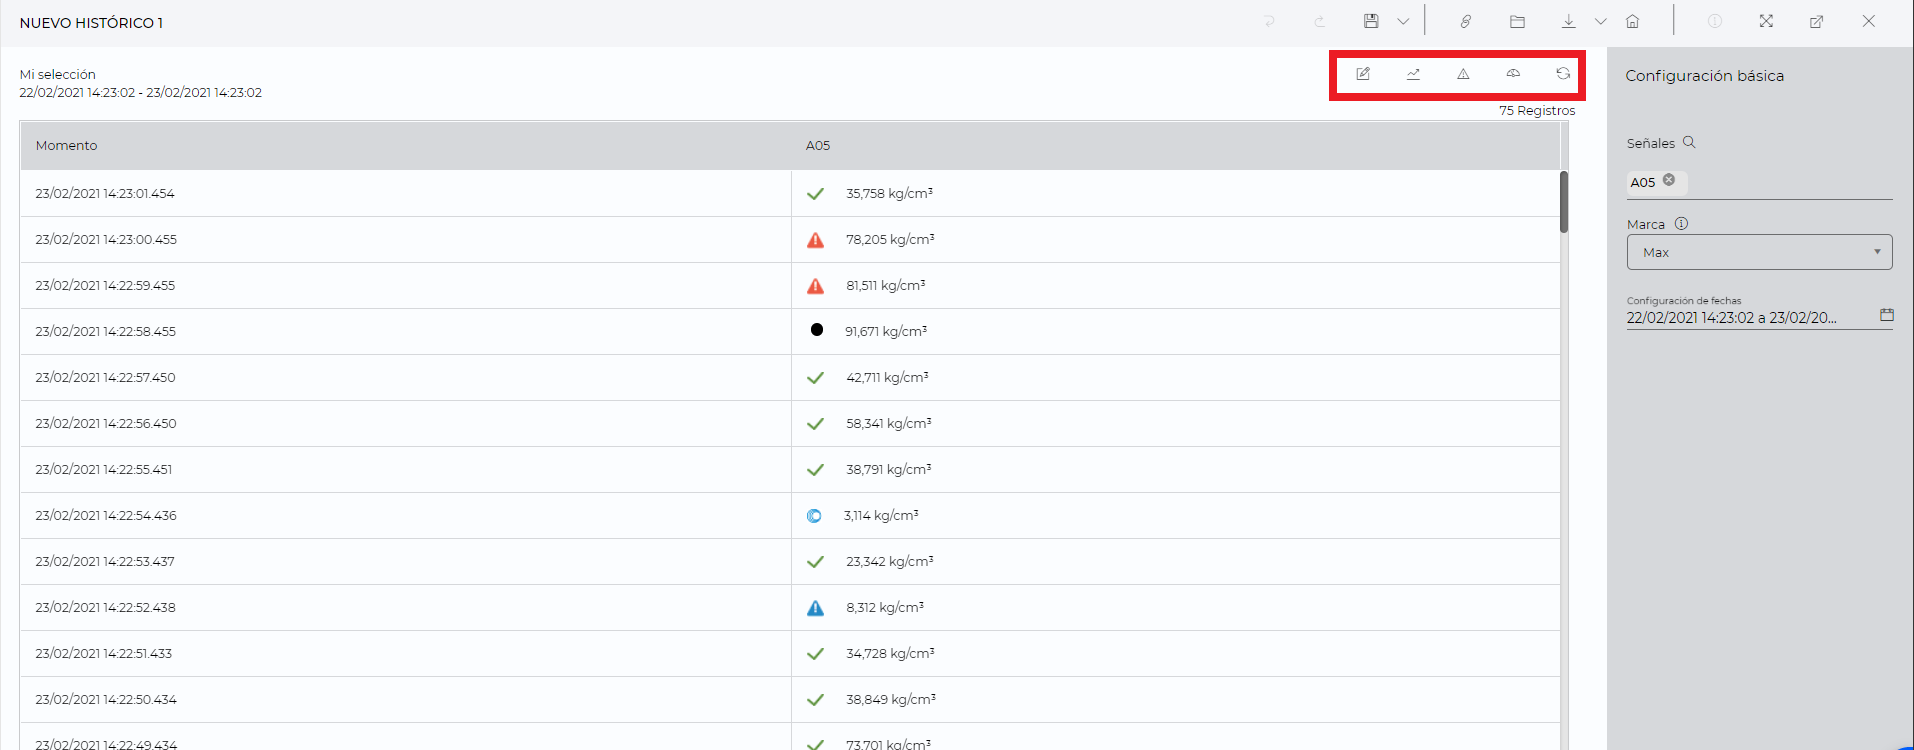 NUEVO HISTÓRICO 1
Mi selección
22/02/2021 14:23:02 - 23/02/2021 14:23:02
75 Registros
Momento A05
23/02/2021 14:23:01.454 35,758 kg/cm³
23/02/2021 14:23:00.455 78,205 kg/cm³
23/02/2021 14:22:59.455 81,511 kg/cm³
23/02/2021 14:22:58.455 91,671 kg/cm³
23/02/2021 14:22:57.450 42,711 kg/cm³
23/02/2021 14:22:56.450 58,341 kg/cm³
23/02/2021 14:22:55.451 38,791 kg/cm³
23/02/2021 14:22:54.436 3,114 kg/cm³
23/02/2021 14:22:53.437 23,342 kg/cm³
23/02/2021 14:22:52.438 8,312 kg/cm³
23/02/2021 14:22:51.433 34,728 kg/cm³
23/02/2021 14:22:50.434 38,849 kg/cm³
23/02/2021 14:22:49.434 73,701 kg/cm³
Configuración básica
Señales
A05
Marca
Max
Configuración de fechas
22/02/2021 14:23:02 a 23/02/20...